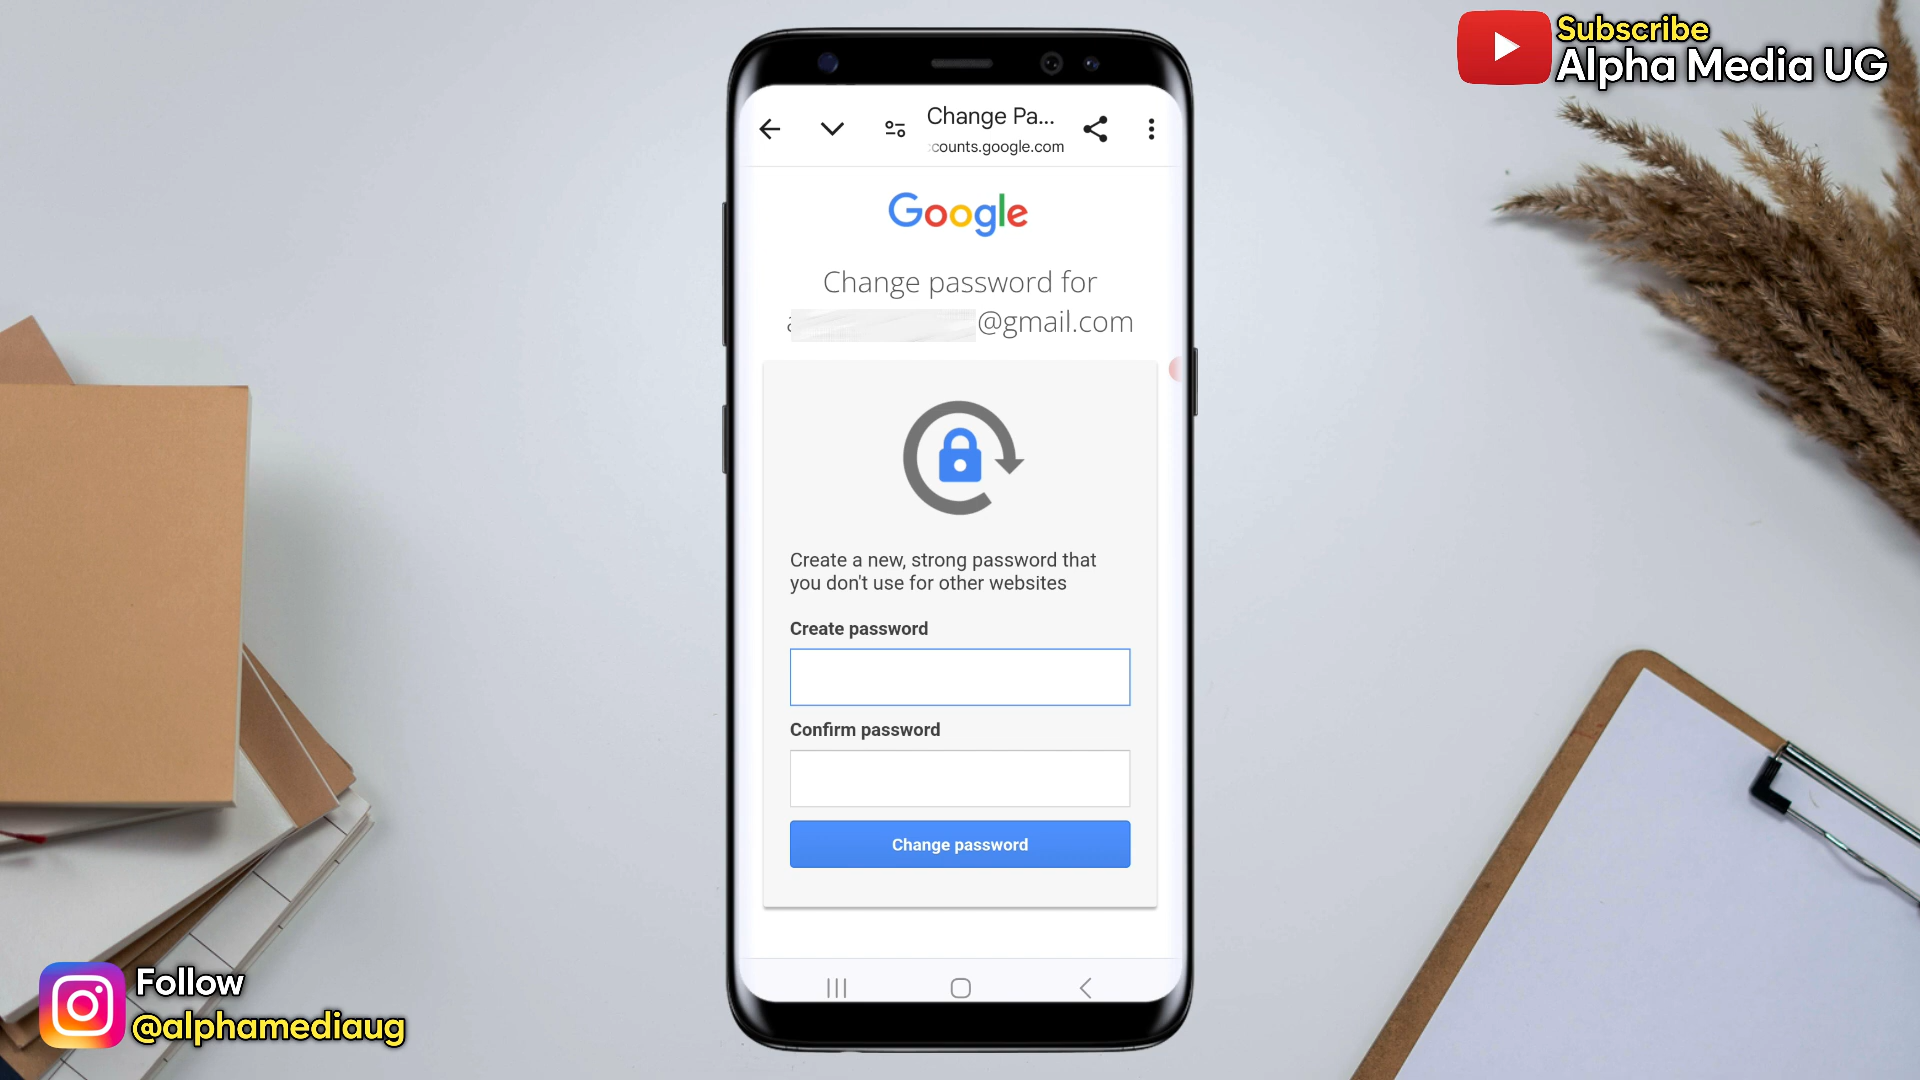 Subscribe
Alpha Media UG
Change Pa...
counts.google.com
Google
Change password for
@gmail.com
Create a new, strong password that
you don't use for other websites
Create password
Confirm password
Change password
Follow
@alphamediaug